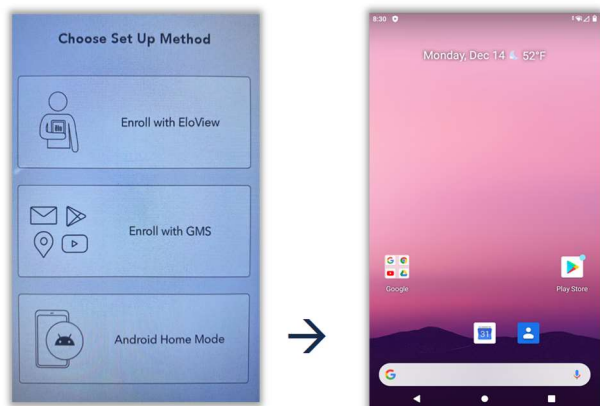 Choose Set Up Method
Enroll with EloView
Enroll with GMS
Android Home Mode
8:30
Monday, Dec 14 52°F
Google
Play Store
31